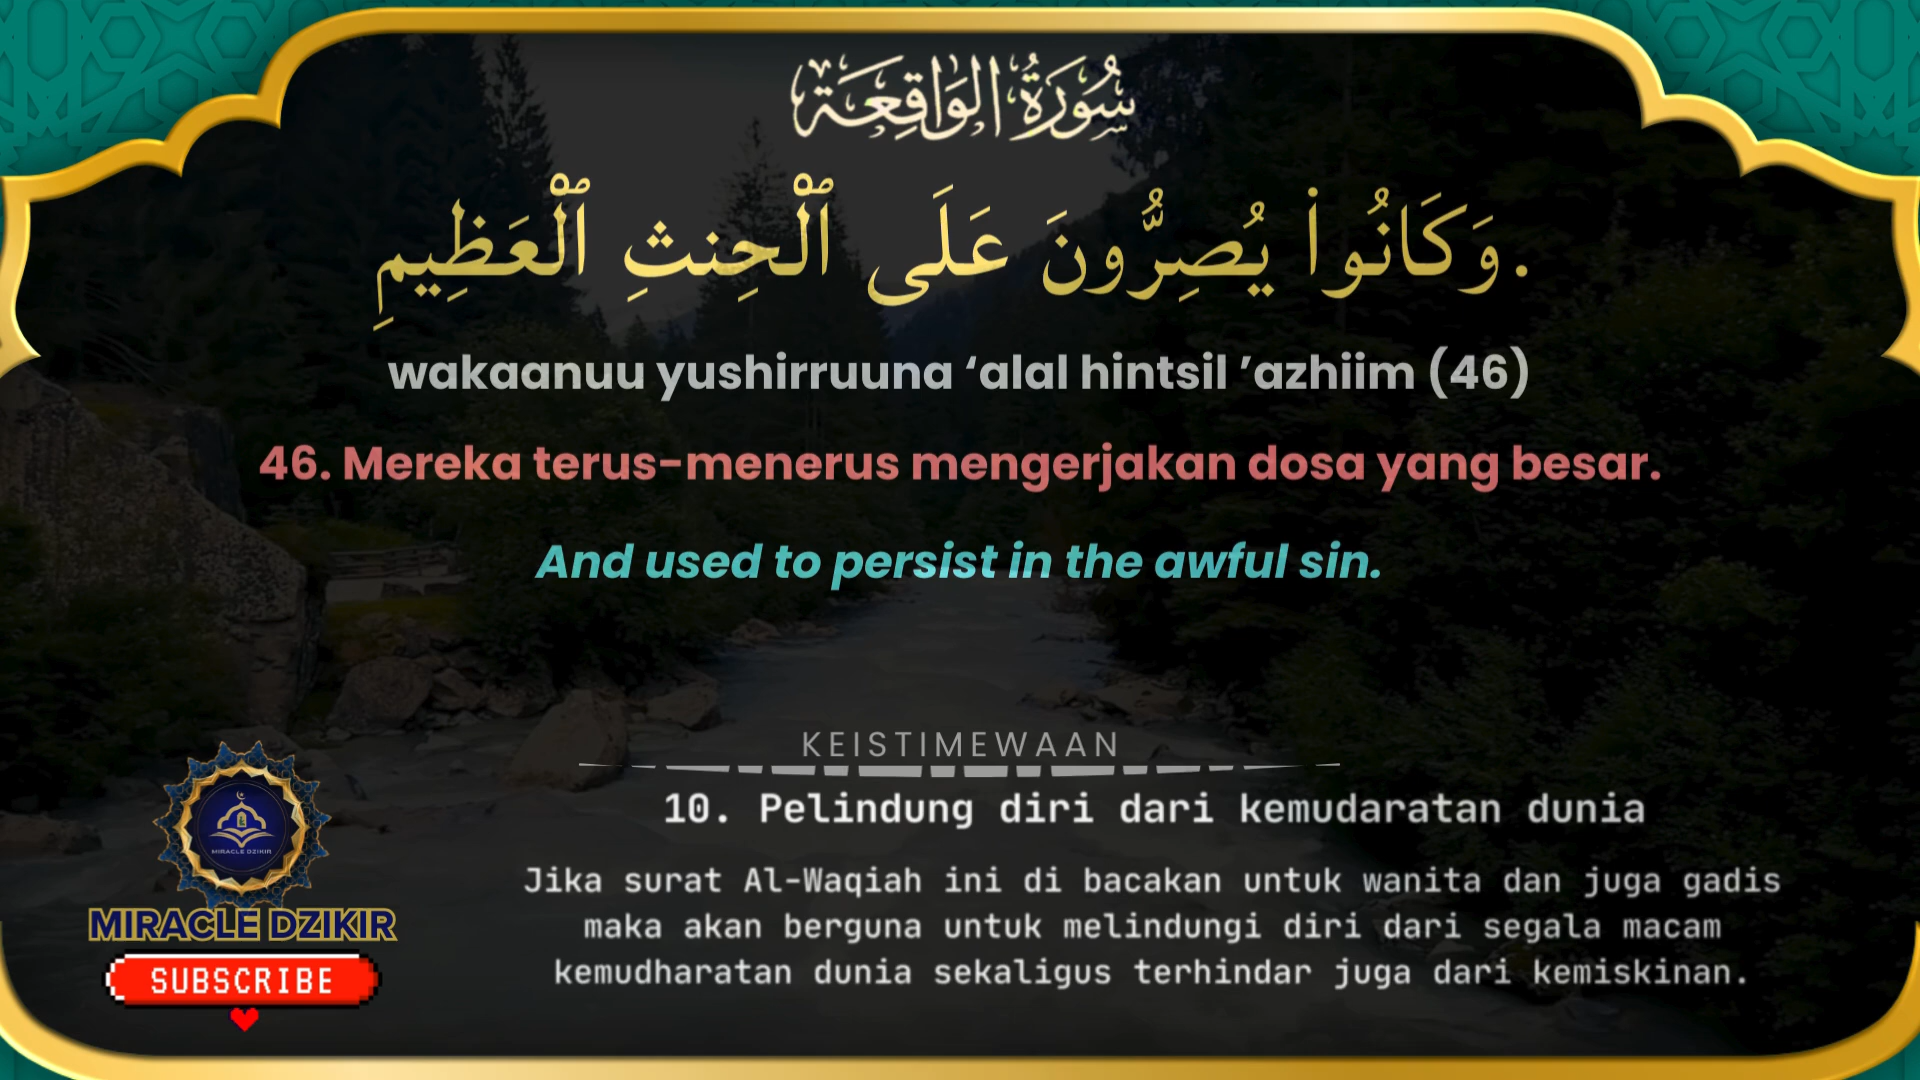 سُورَةُ الوَاقِعَة
وَكَانُوا۟ يُصِرُّونَ عَلَى ٱلْحِنثِ ٱلْعَظِيمِ.
wakaanuu yushirruuna ‘alal hintsil ’azhiim (46)
46. Mereka terus-menerus mengerjakan dosa yang besar.
And used to persist in the awful sin.
KEISTIMEWAAN
10. Pelindung diri dari kemudaratan dunia
Jika surat Al-Waqiah ini di bacakan untuk wanita dan juga gadis
maka akan berguna untuk melindungi diri dari segala macam
kemudharatan dunia sekaligus terhindar juga dari kemiskinan.
MIRACLE DZIKIR
MIRACLE DZIKIR
SUBSCRIBE